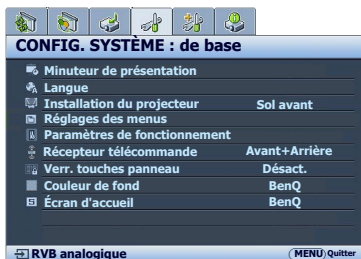 CONFIG. SYSTÈME : de base
Minuteur de présentation
Langue
Installation du projecteur Sol avant
Réglages des menus
Paramètres de fonctionnement
Récepteur télécommande Avant+Arrière
Verr. touches panneau Désact.
Couleur de fond BenQ
Écran d'accueil BenQ
RVB analogique MENU Quitter